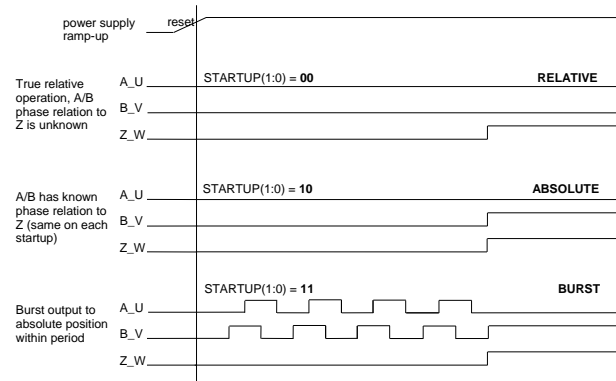 power supply
ramp-up
reset
True relative
operation, A/B
phase relation to
Z is unknown
A_U
STARTUP(1:0) = 00
RELATIVE
B_V
Z_W
A/B has known
phase relation to
Z (same on each
startup)
A_U
STARTUP(1:0) = 10
ABSOLUTE
B_V
Z_W
Burst output to
absolute position
within period
STARTUP(1:0) = 11
BURST
A_U
B_V
Z_W